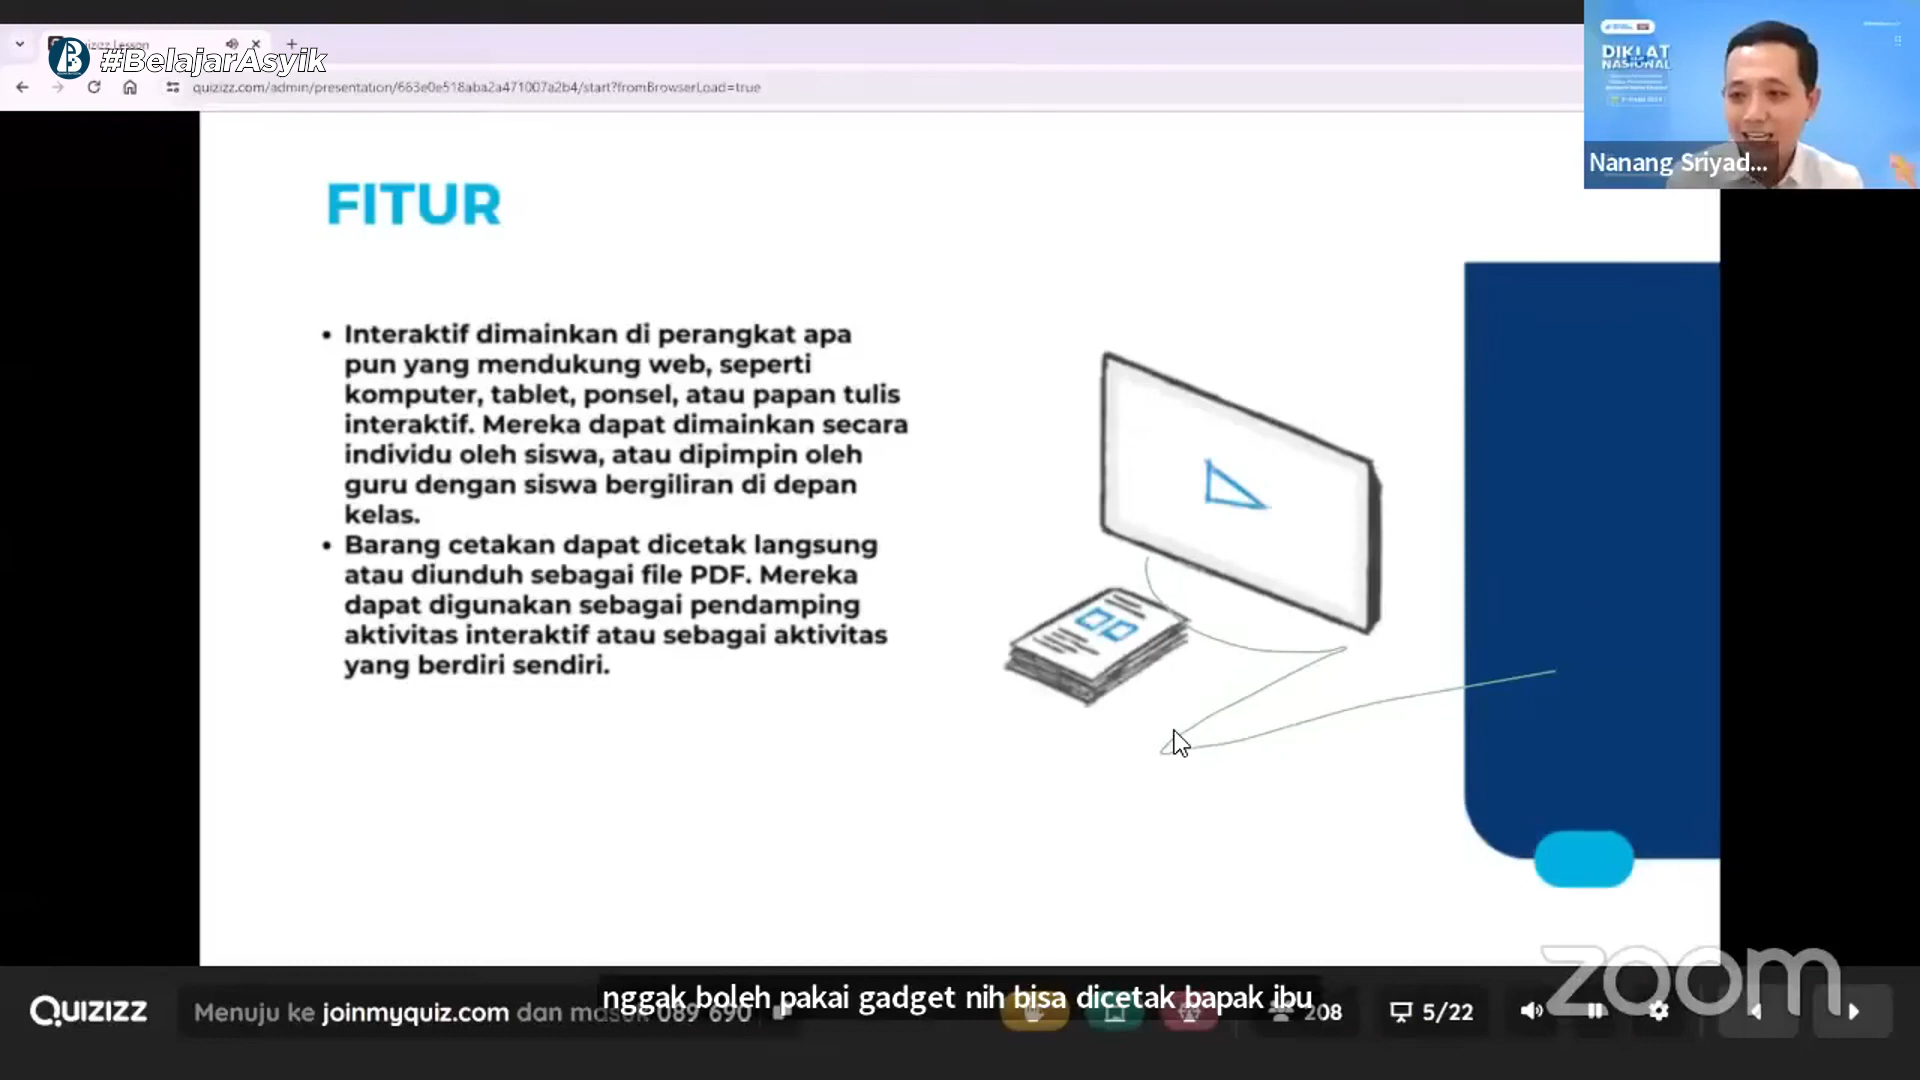 #BelajarAsyik
quizizz.com/admin/presentation/663e0e518aba2a471007a2b4/start?fromBrowserLoad=true
DIKLAT
NASIONAL
Nanang Sriyad...
FITUR
• Interaktif dimainkan di perangkat apa
pun yang mendukung web, seperti
komputer, tablet, ponsel, atau papan tulis
interaktif. Mereka dapat dimainkan secara
individu oleh siswa, atau dipimpin oleh
guru dengan siswa bergiliran di depan
kelas.
• Barang cetakan dapat dicetak langsung
atau diunduh sebagai file PDF. Mereka
dapat digunakan sebagai pendamping
aktivitas interaktif atau sebagai aktivitas
yang berdiri sendiri.
zoom
nggak boleh pakai gadget nih bisa dicetak bapak ibu
QUIZIZZ
Menuju ke joinmyquiz.com dan 089 690
208
5/22